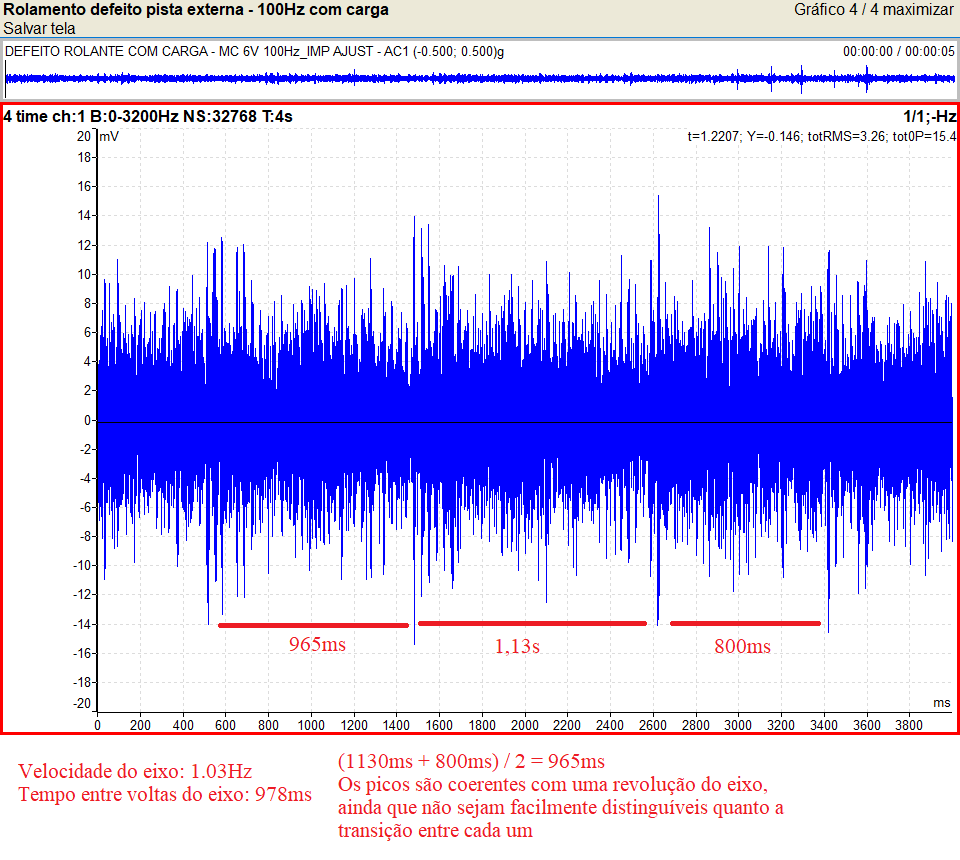 Rolamento defeito pista externa - 100Hz com carga
Gráfico 4 / 4 maximizar
Salvar tela
DEFEITO ROLANTE COM CARGA - MC 6V 100Hz_IMP AJUST - AC1 (-0.500; 0.500)g
00:00:00 / 00:00:05
4 time ch:1 B:0-3200Hz NS:32768 T:4s
1/1;-Hz
20 mV
t=1.2207; Y=-0.146; totRMS=3.26; tot0P=15.4
18
16
14
12
10
8
6
4
2
0
-2
-4
-6
-8
-10
-12
-14
-16
-18
-20
965ms
1,13s
800ms
ms
0 200 400 600 800 1000 1200 1400 1600 1800 2000 2200 2400 2600 2800 3000 3200 3400 3600 3800
Velocidade do eixo: 1.03Hz
Tempo entre voltas do eixo: 978ms
(1130ms + 800ms) / 2 = 965ms
Os picos são coerentes com uma revolução do eixo,
ainda que não sejam facilmente distinguíveis quanto a
transição entre cada um